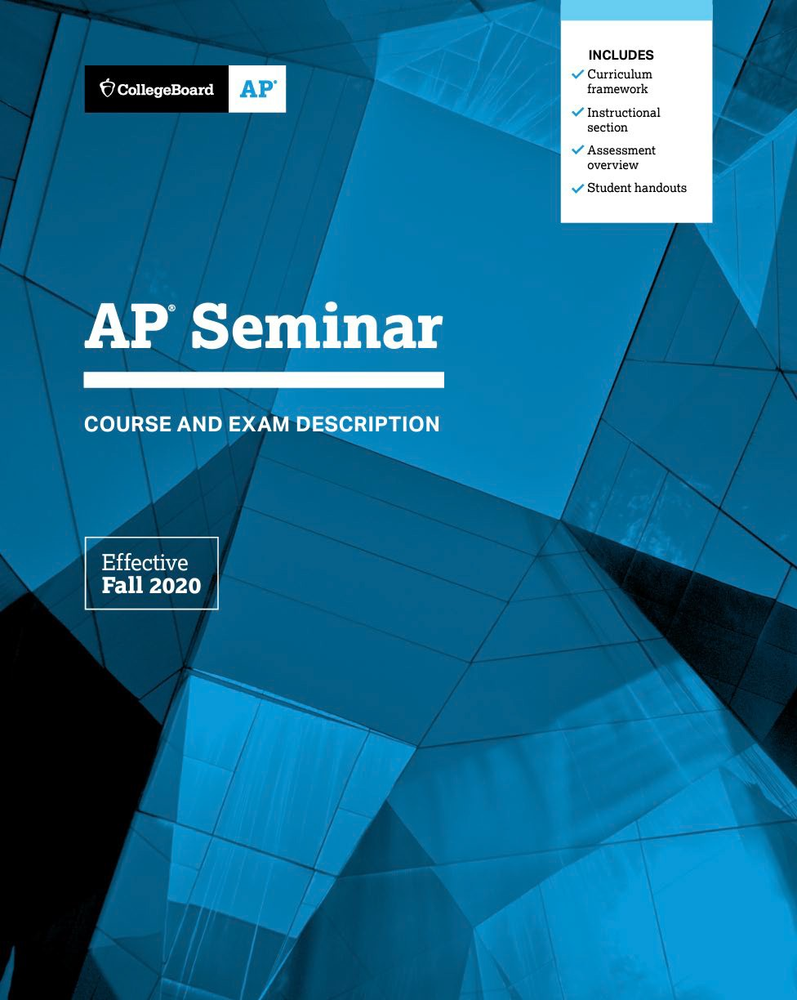 CollegeBoard
AP®
INCLUDES
Curriculum
framework
Instructional
section
Assessment
overview
Student handouts
AP® Seminar
COURSE AND EXAM DESCRIPTION
Effective
Fall 2020